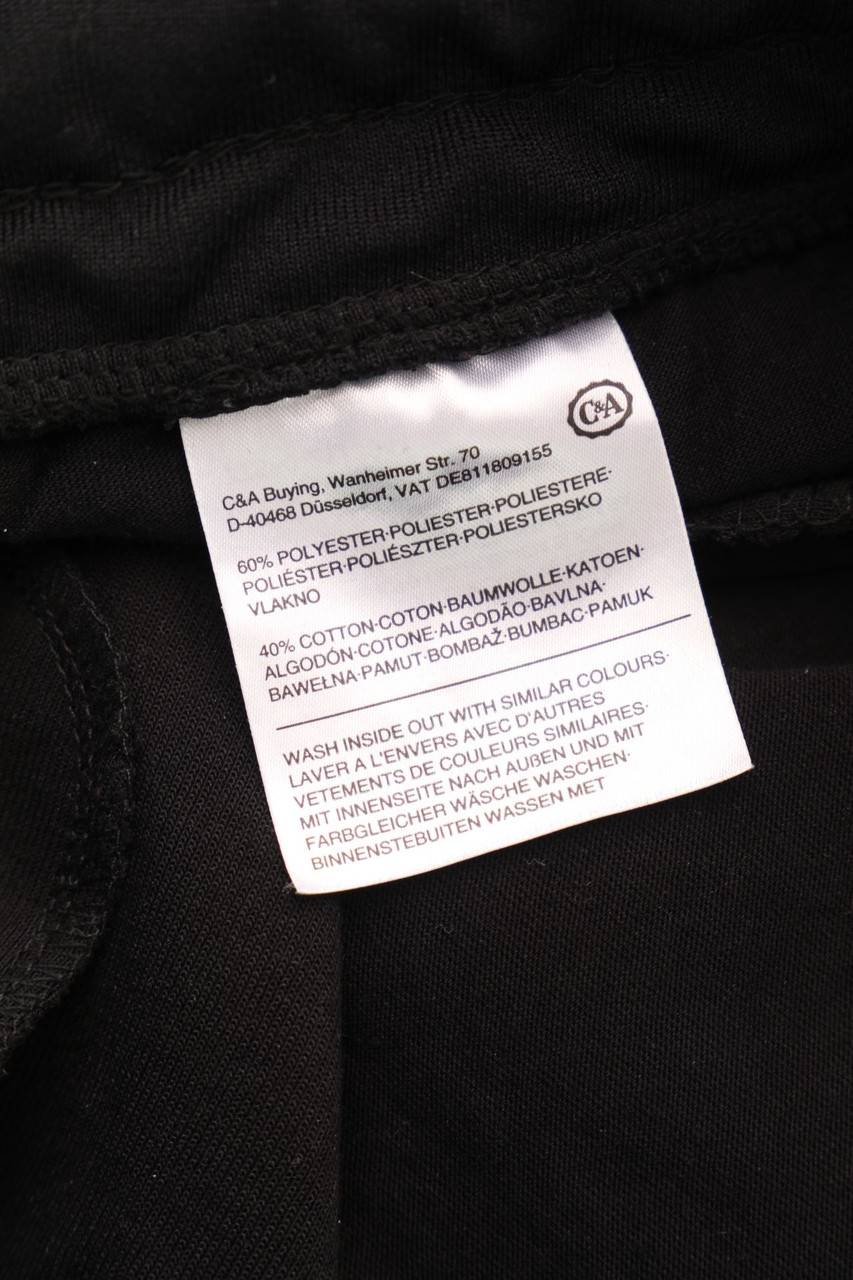 C&A
C&A Buying, Wanheimer Str. 70
D-40468 Düsseldorf, VAT DE811809155
60% POLYESTER·POLIESTER·POLIESTERE·
POLIÉSTER·POLIÉSZTER·POLIESTERSKO
VLAKNO
40% COTTON·COTON·BAUMWOLLE·KATOEN·
ALGODÓN·COTONE·ALGODÃO·BAVLNA·
BAWEŁNA·PAMUT·BOMBAŽ·BUMBAC·PAMUK
WASH INSIDE OUT WITH SIMILAR COLOURS·
LAVER A L'ENVERS AVEC D'AUTRES
VETEMENTS DE COULEURS SIMILAIRES·
MIT INNENSEITE NACH AUßEN UND MIT
FARBGLEICHER WÄSCHE WASCHEN·
BINNENSTEBUITEN WASSEN MET